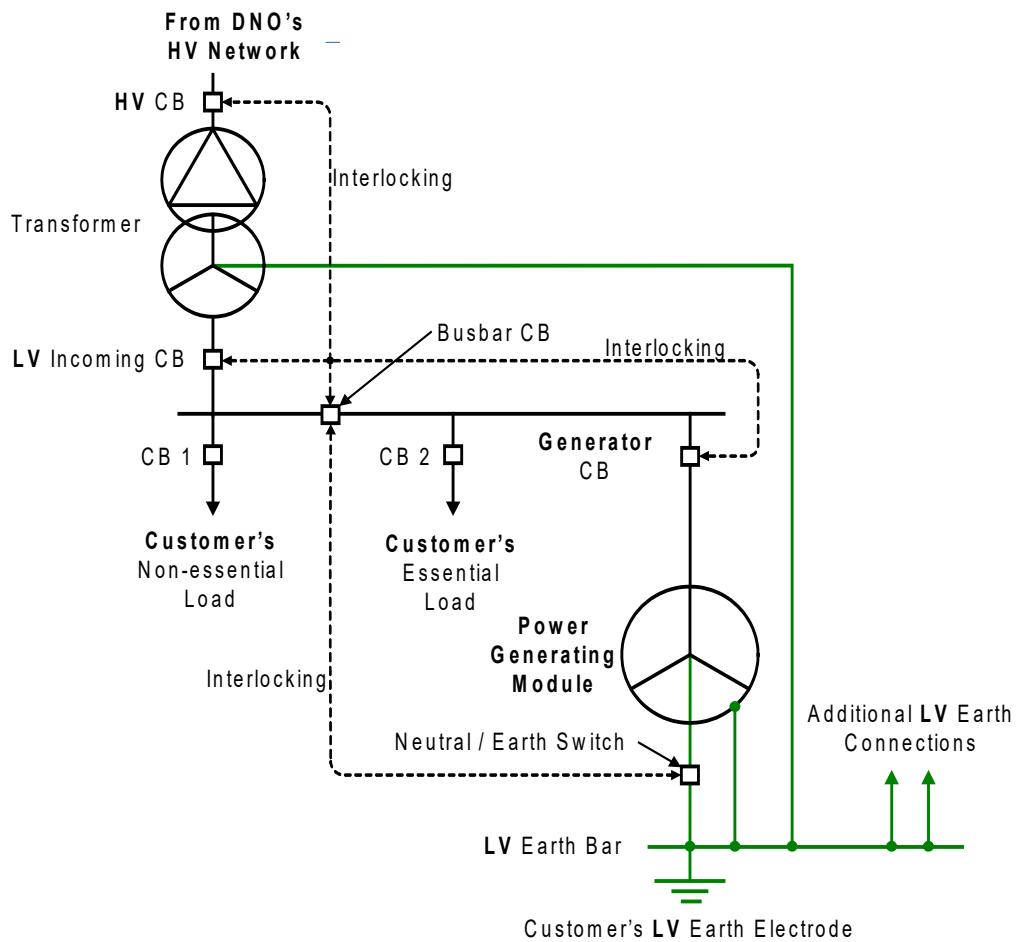 From DNO's
HV Network
HV CB
Interlocking
Transformer
Busbar CB
LV Incoming CB
Interlocking
CB 1
CB 2
Generator
CB
Customer's
Non-essential
Load
Customer's
Essential
Load
Power
Generating
Module
Interlocking
Additional LV Earth
Connections
Neutral / Earth Switch
LV Earth Bar
Customer's LV Earth Electrode